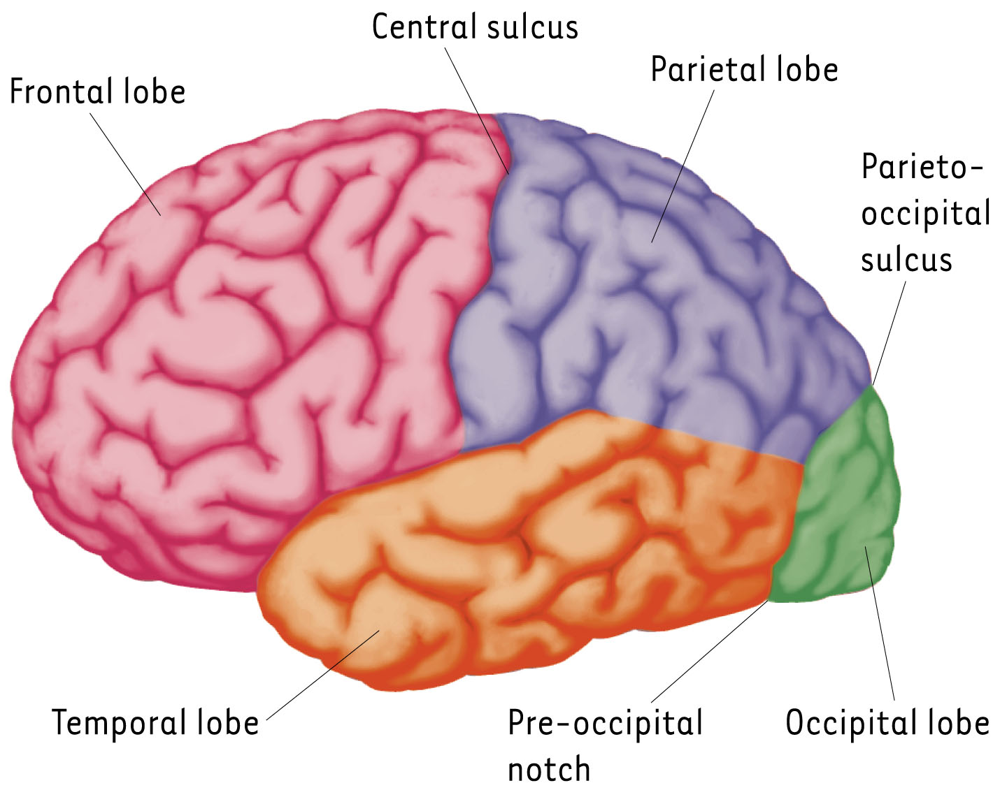 Central sulcus
Parietal lobe
Frontal lobe
Parieto-
occipital
sulcus
Temporal lobe
Pre-occipital
notch
Occipital lobe